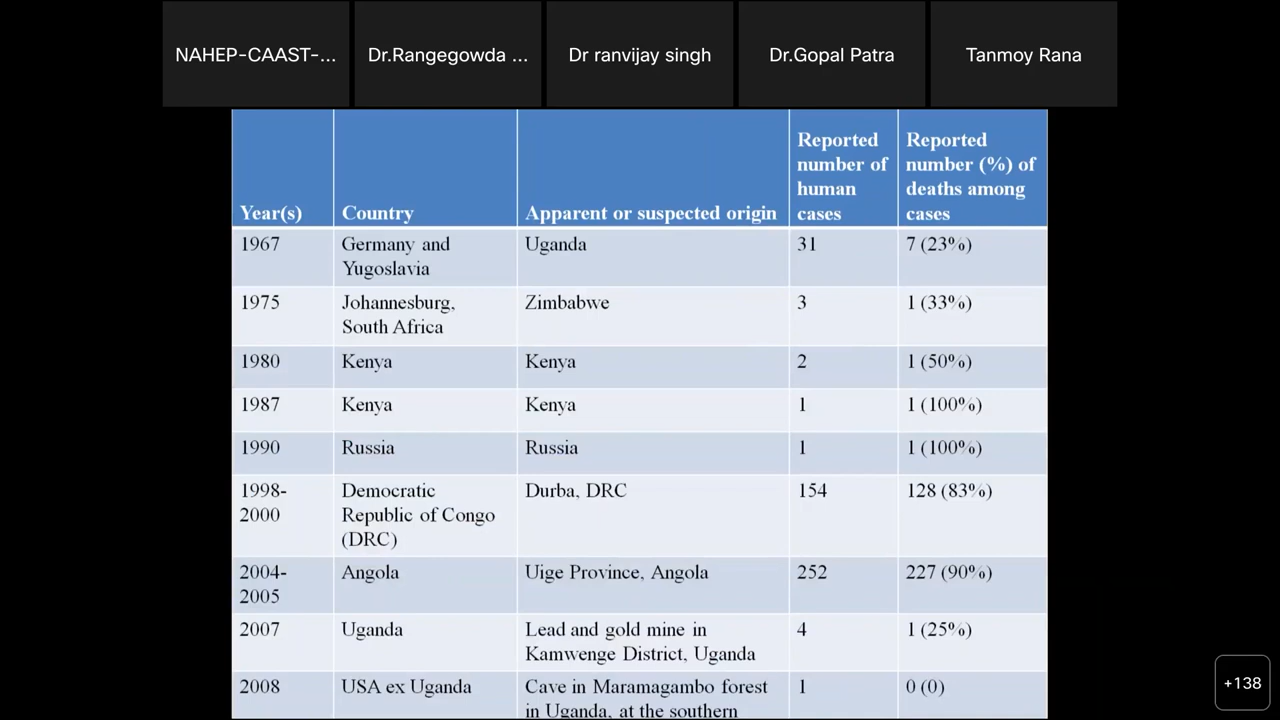 NAHEP-CAAST-...
Dr.Rangegowda ...
Dr ranvijay singh
Dr.Gopal Patra
Tanmoy Rana
Year(s)
Country
Apparent or suspected origin
Reported
number of
human
cases
Reported
number (%) of
deaths among
cases
1967
Germany and
Yugoslavia
Uganda
31
7 (23%)
1975
Johannesburg,
South Africa
Zimbabwe
3
1 (33%)
1980
Kenya
Kenya
2
1 (50%)
1987
Kenya
Kenya
1
1 (100%)
1990
Russia
Russia
1
1 (100%)
1998-
2000
Democratic
Republic of Congo
(DRC)
Durba, DRC
154
128 (83%)
2004-
2005
Angola
Uige Province, Angola
252
227 (90%)
2007
Uganda
Lead and gold mine in
Kamwenge District, Uganda
4
1 (25%)
2008
USA ex Uganda
Cave in Maramagambo forest
in Uganda, at the southern
1
0 (0)
+138